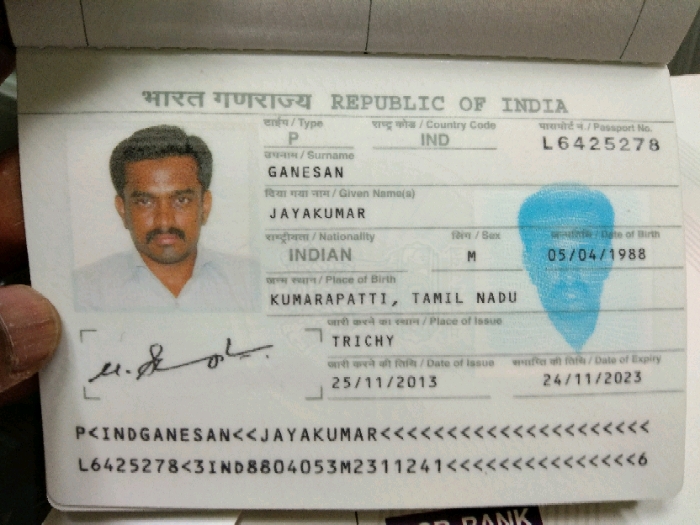 भारत गणराज्य REPUBLIC OF INDIA
टाईप / Type
राष्ट्र कोड / Country Code
पासपोर्ट नं. / Passport No.
P
IND
L6425278
उपनाम / Surname
GANESAN
दिया गया नाम / Given Name(s)
JAYAKUMAR
राष्ट्रीयता / Nationality
लिंग / Sex
जन्मतिथि / Date of Birth
INDIAN
M
05/04/1988
जन्म स्थान / Place of Birth
KUMARAPATTI, TAMIL NADU
जारी करने का स्थान / Place of Issue
TRICHY
जारी करने की तिथि / Date of Issue
समाप्ति की तिथि / Date of Expiry
25/11/2013
24/11/2023
P<INDGANESAN<<JAYAKUMAR<<<<<<<<<<<<<<<<<<<<<
L6425278<3IND8804053M2311241<<<<<<<<<<<<<<<6
BANK